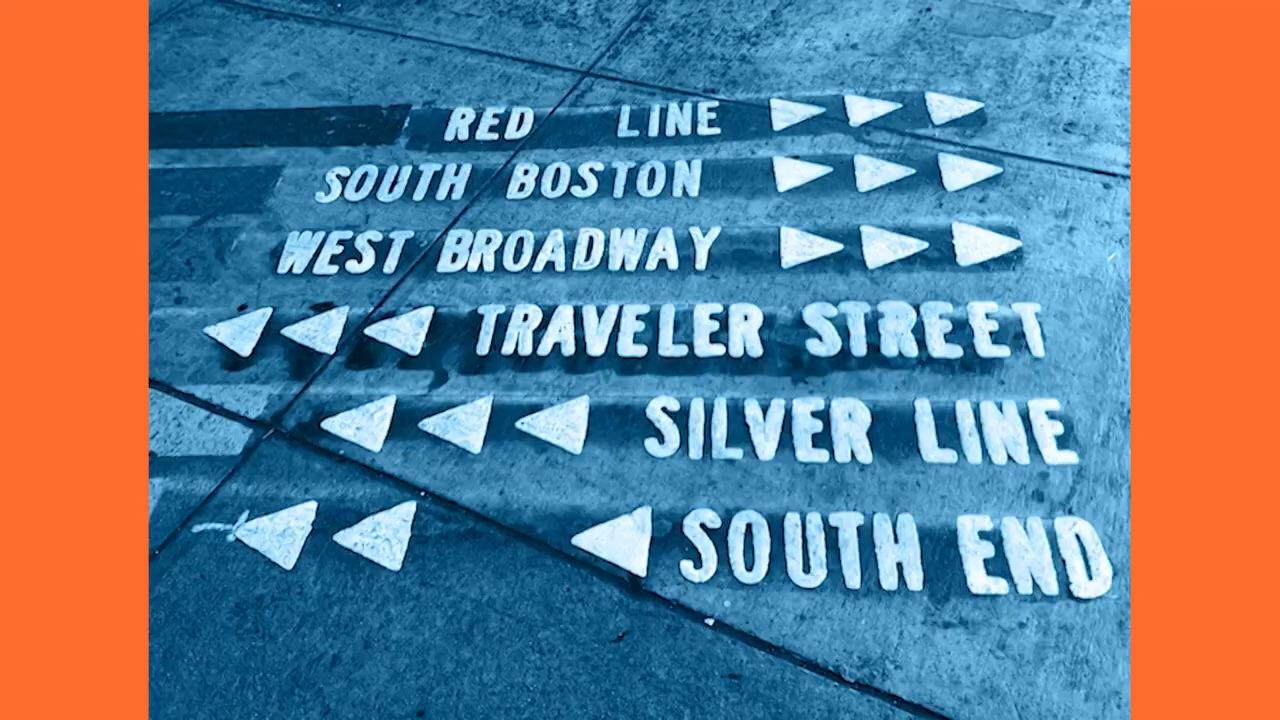 RED LINE
SOUTH BOSTON
WEST BROADWAY
TRAVELER STREET
SILVER LINE
SOUTH END